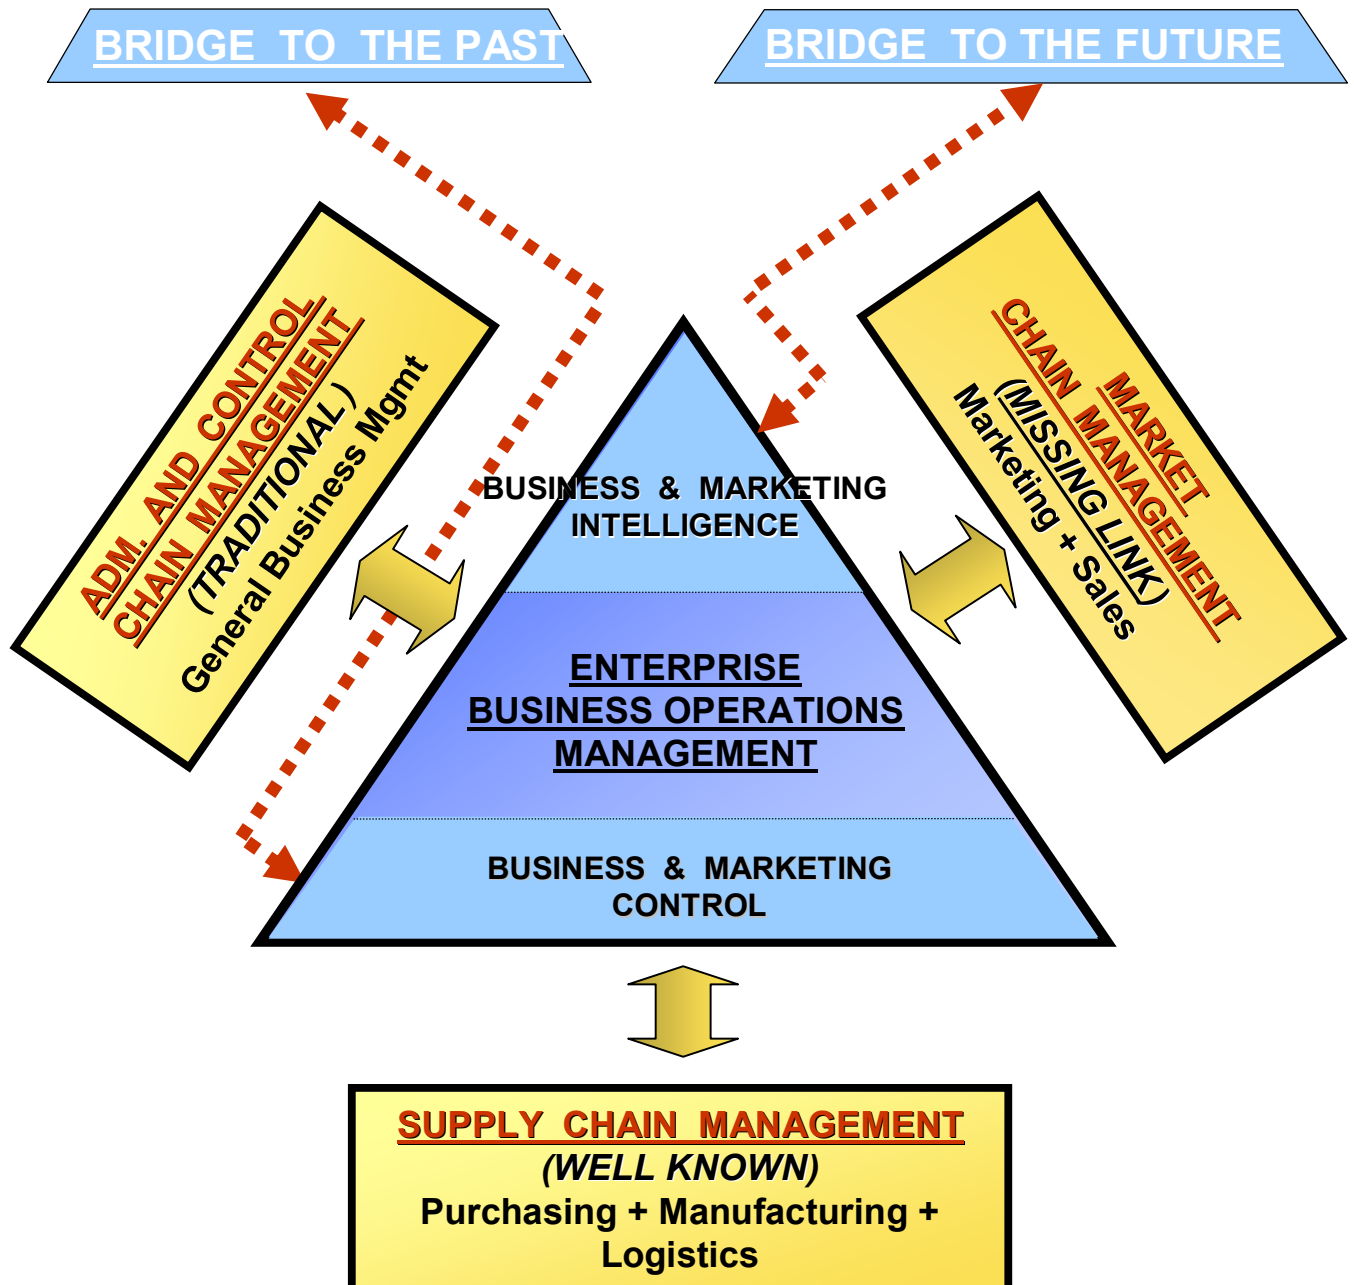 BRIDGE TO THE PAST
BRIDGE TO THE FUTURE
ADM. AND CONTROL
CHAIN MANAGEMENT
(TRADITIONAL)
General Business Mgmt
MARKET
CHAIN MANAGEMENT
(MISSING LINK)
Marketing + Sales
BUSINESS & MARKETING
INTELLIGENCE
ENTERPRISE
BUSINESS OPERATIONS
MANAGEMENT
BUSINESS & MARKETING
CONTROL
SUPPLY CHAIN MANAGEMENT
(WELL KNOWN)
Purchasing + Manufacturing +
Logistics